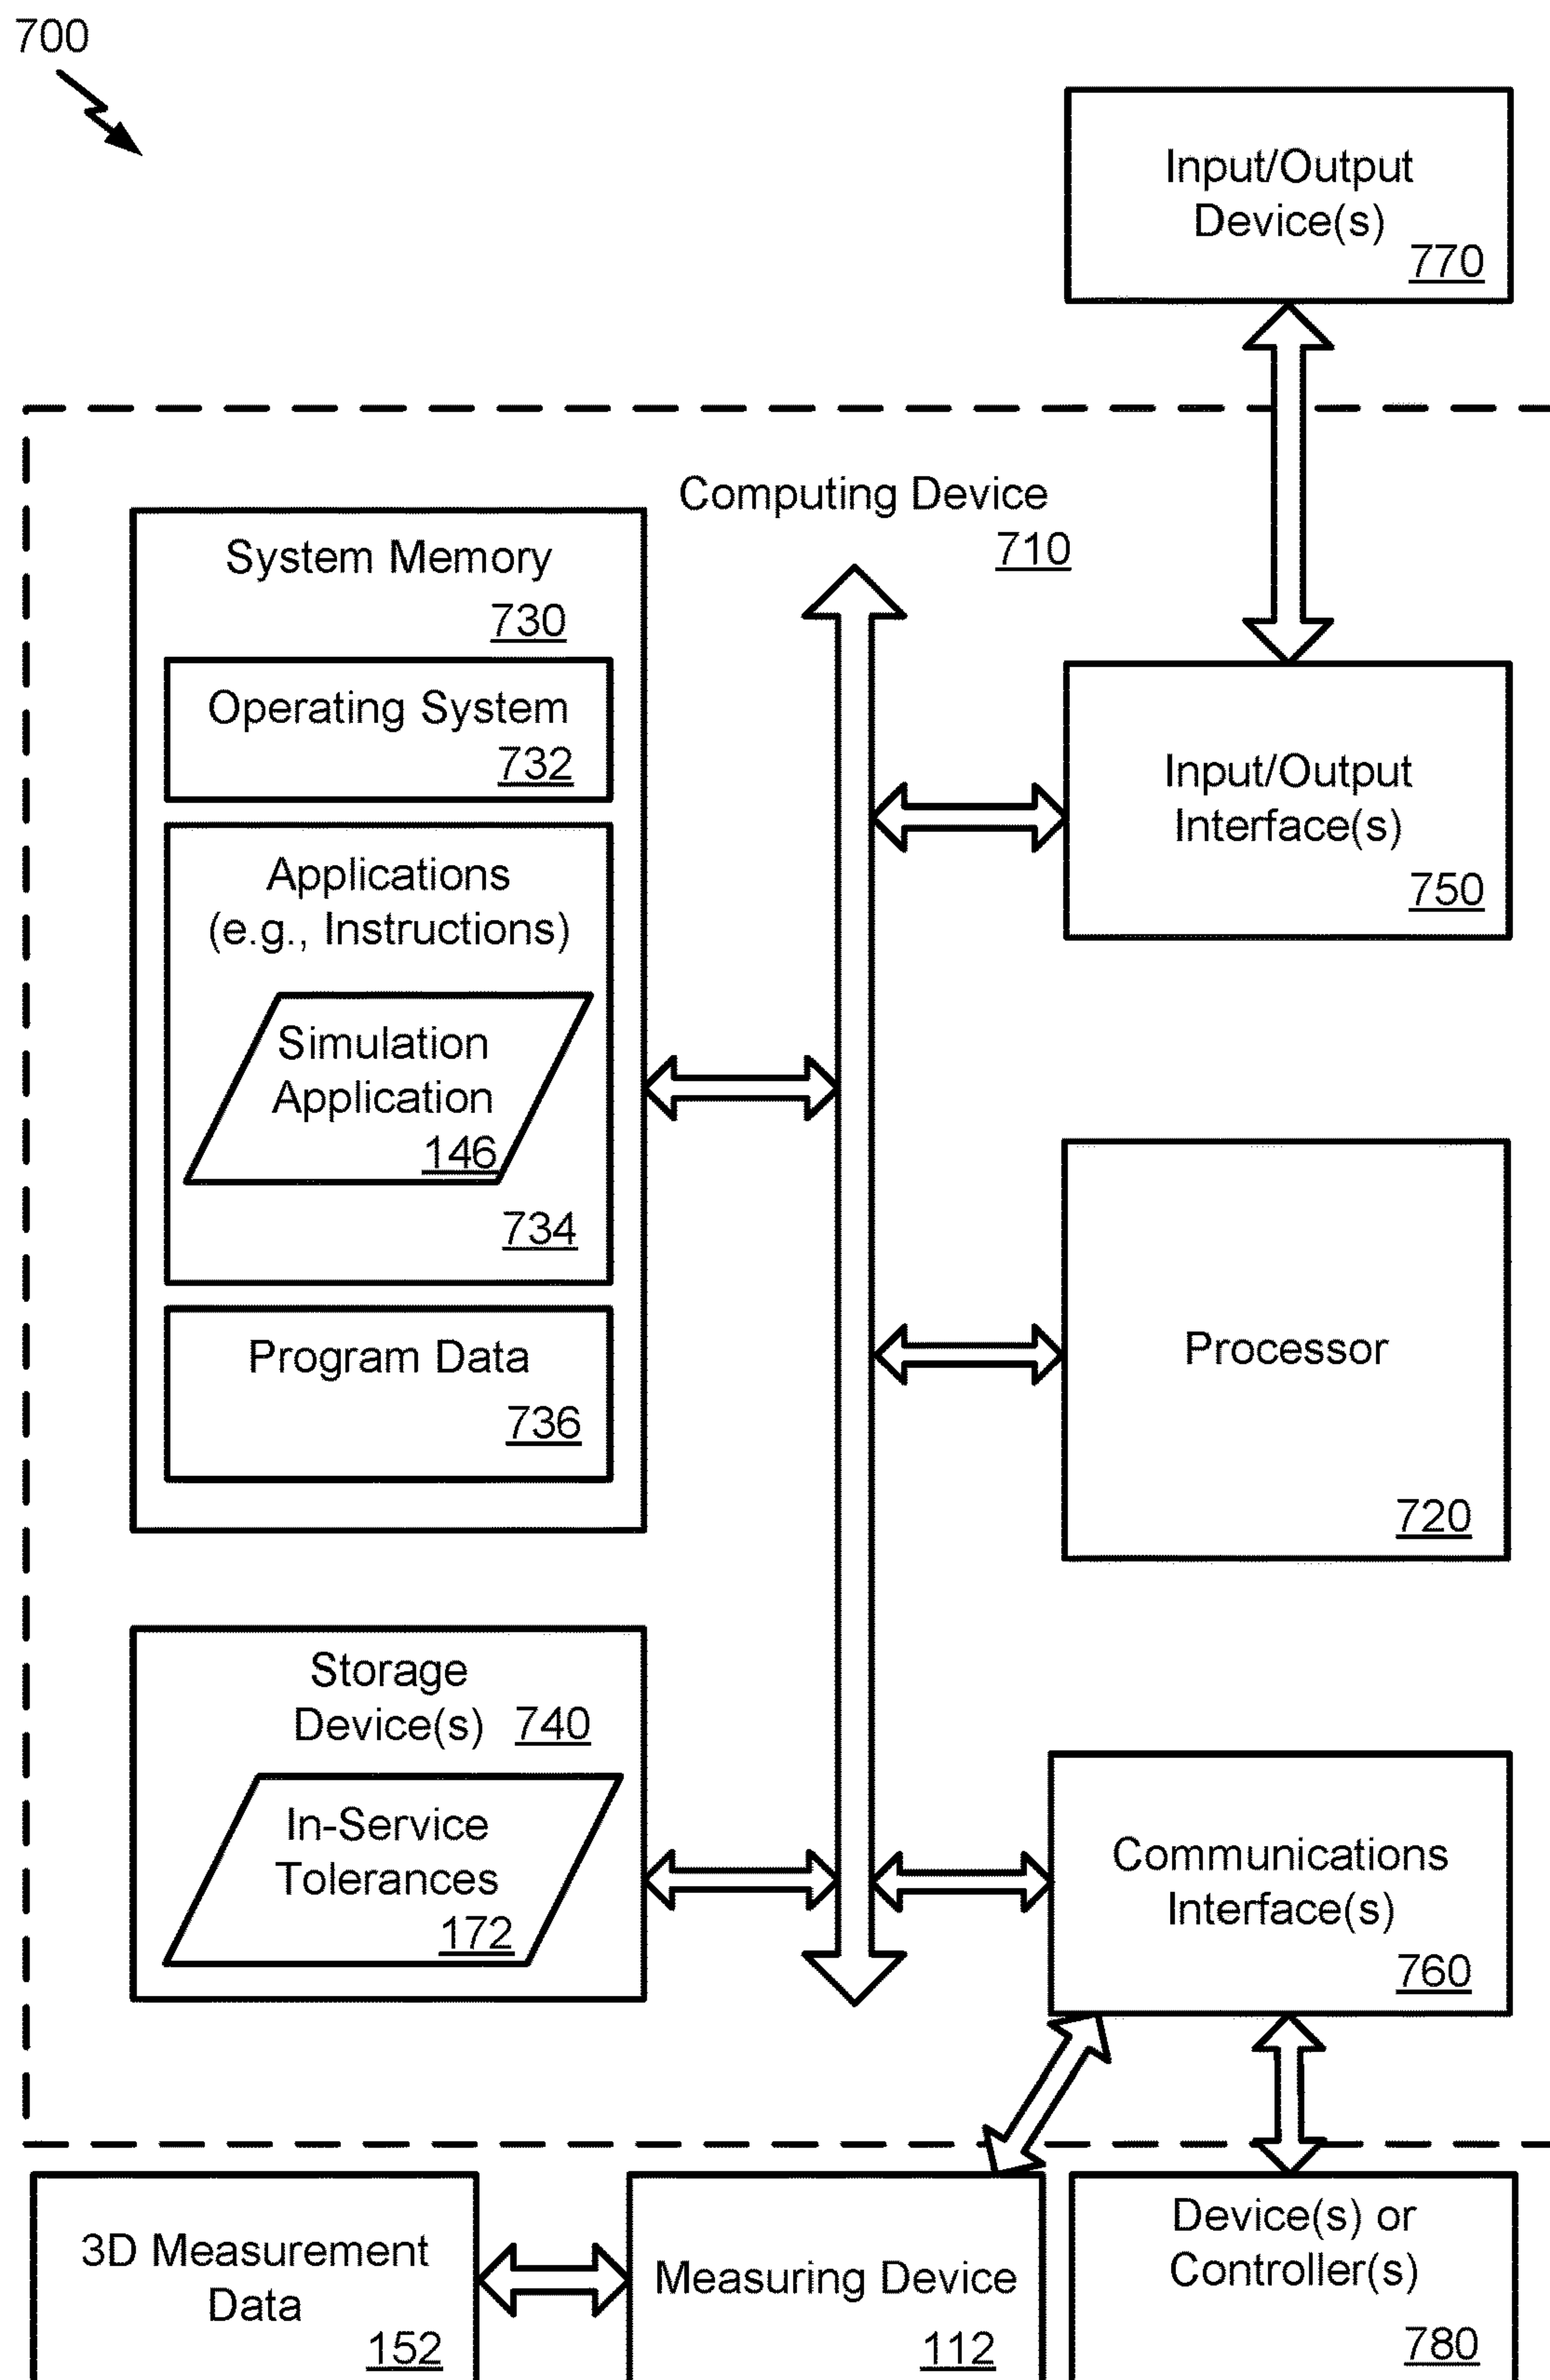 700
Input/Output
Device(s)
770
Computing Device
710
System Memory
730
Operating System
732
Applications
(e.g., Instructions)
Simulation
Application
146
734
Program Data
736
Input/Output
Interface(s)
750
Processor
720
Storage
Device(s) 740
In-Service
Tolerances
172
Communications
Interface(s)
760
3D Measurement
Data
152
Measuring Device
112
Device(s) or
Controller(s)
780